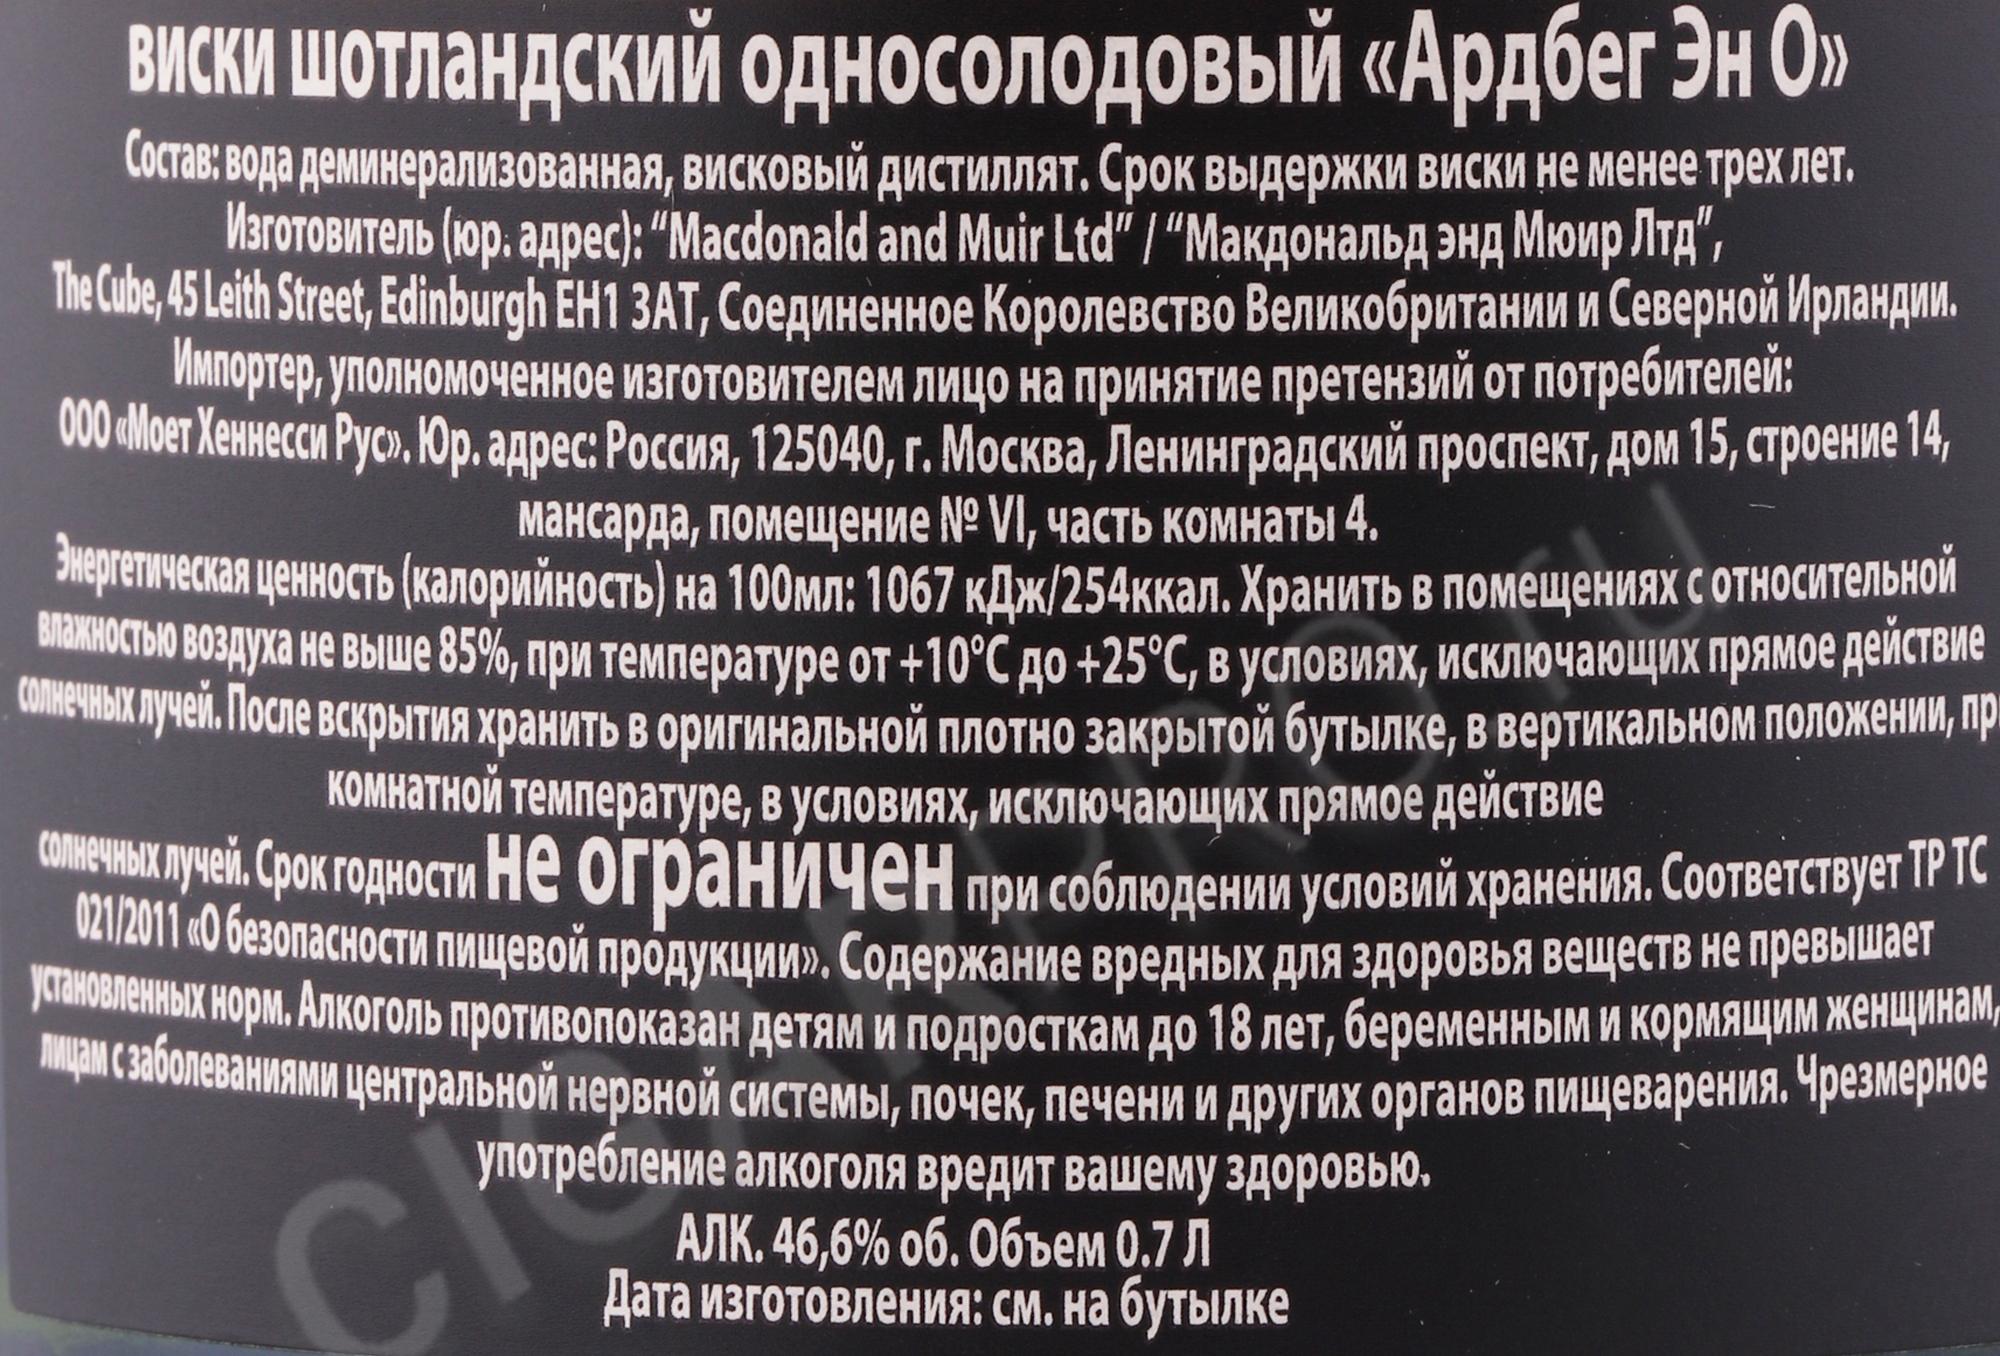 виски шотландский односолодовый «Ардбег Эн О»
Состав: вода деминерализованная, висковый дистиллят. Срок выдержки виски не менее трех лет.
Изготовитель (юр. адрес): “Macdonald and Muir Ltd” / “Макдональд энд Мюир Лтд”,
The Cube, 45 Leith Street, Edinburgh EH1 3AT, Соединенное Королевство Великобритании и Северной Ирландии.
Импортер, уполномоченное изготовителем лицо на принятие претензий от потребителей:
ООО «Моет Хеннесси Рус». Юр. адрес: Россия, 125040, г. Москва, Ленинградский проспект, дом 15, строение 14,
мансарда, помещение № VI, часть комнаты 4.
Энергетическая ценность (калорийность) на 100мл: 1067 кДж/254ккал. Хранить в помещениях с относительной
влажностью воздуха не выше 85%, при температуре от +10°С до +25°С, в условиях, исключающих прямое действие
солнечных лучей. После вскрытия хранить в оригинальной плотно закрытой бутылке, в вертикальном положении, пр
комнатной температуре, в условиях, исключающих прямое действие
солнечных лучей. Срок годности не ограничен при соблюдении условий хранения. Соответствует ТР ТС
021/2011 «О безопасности пищевой продукции». Содержание вредных для здоровья веществ не превышает
установленных норм. Алкоголь противопоказан детям и подросткам до 18 лет, беременным и кормящим женщинам,
лицам с заболеваниями центральной нервной системы, почек, печени и других органов пищеварения. Чрезмерное
употребление алкоголя вредит вашему здоровью.
АЛК. 46,6% об. Объем 0.7 Л
Дата изготовления: см. на бутылке
CIGARPRO.ru